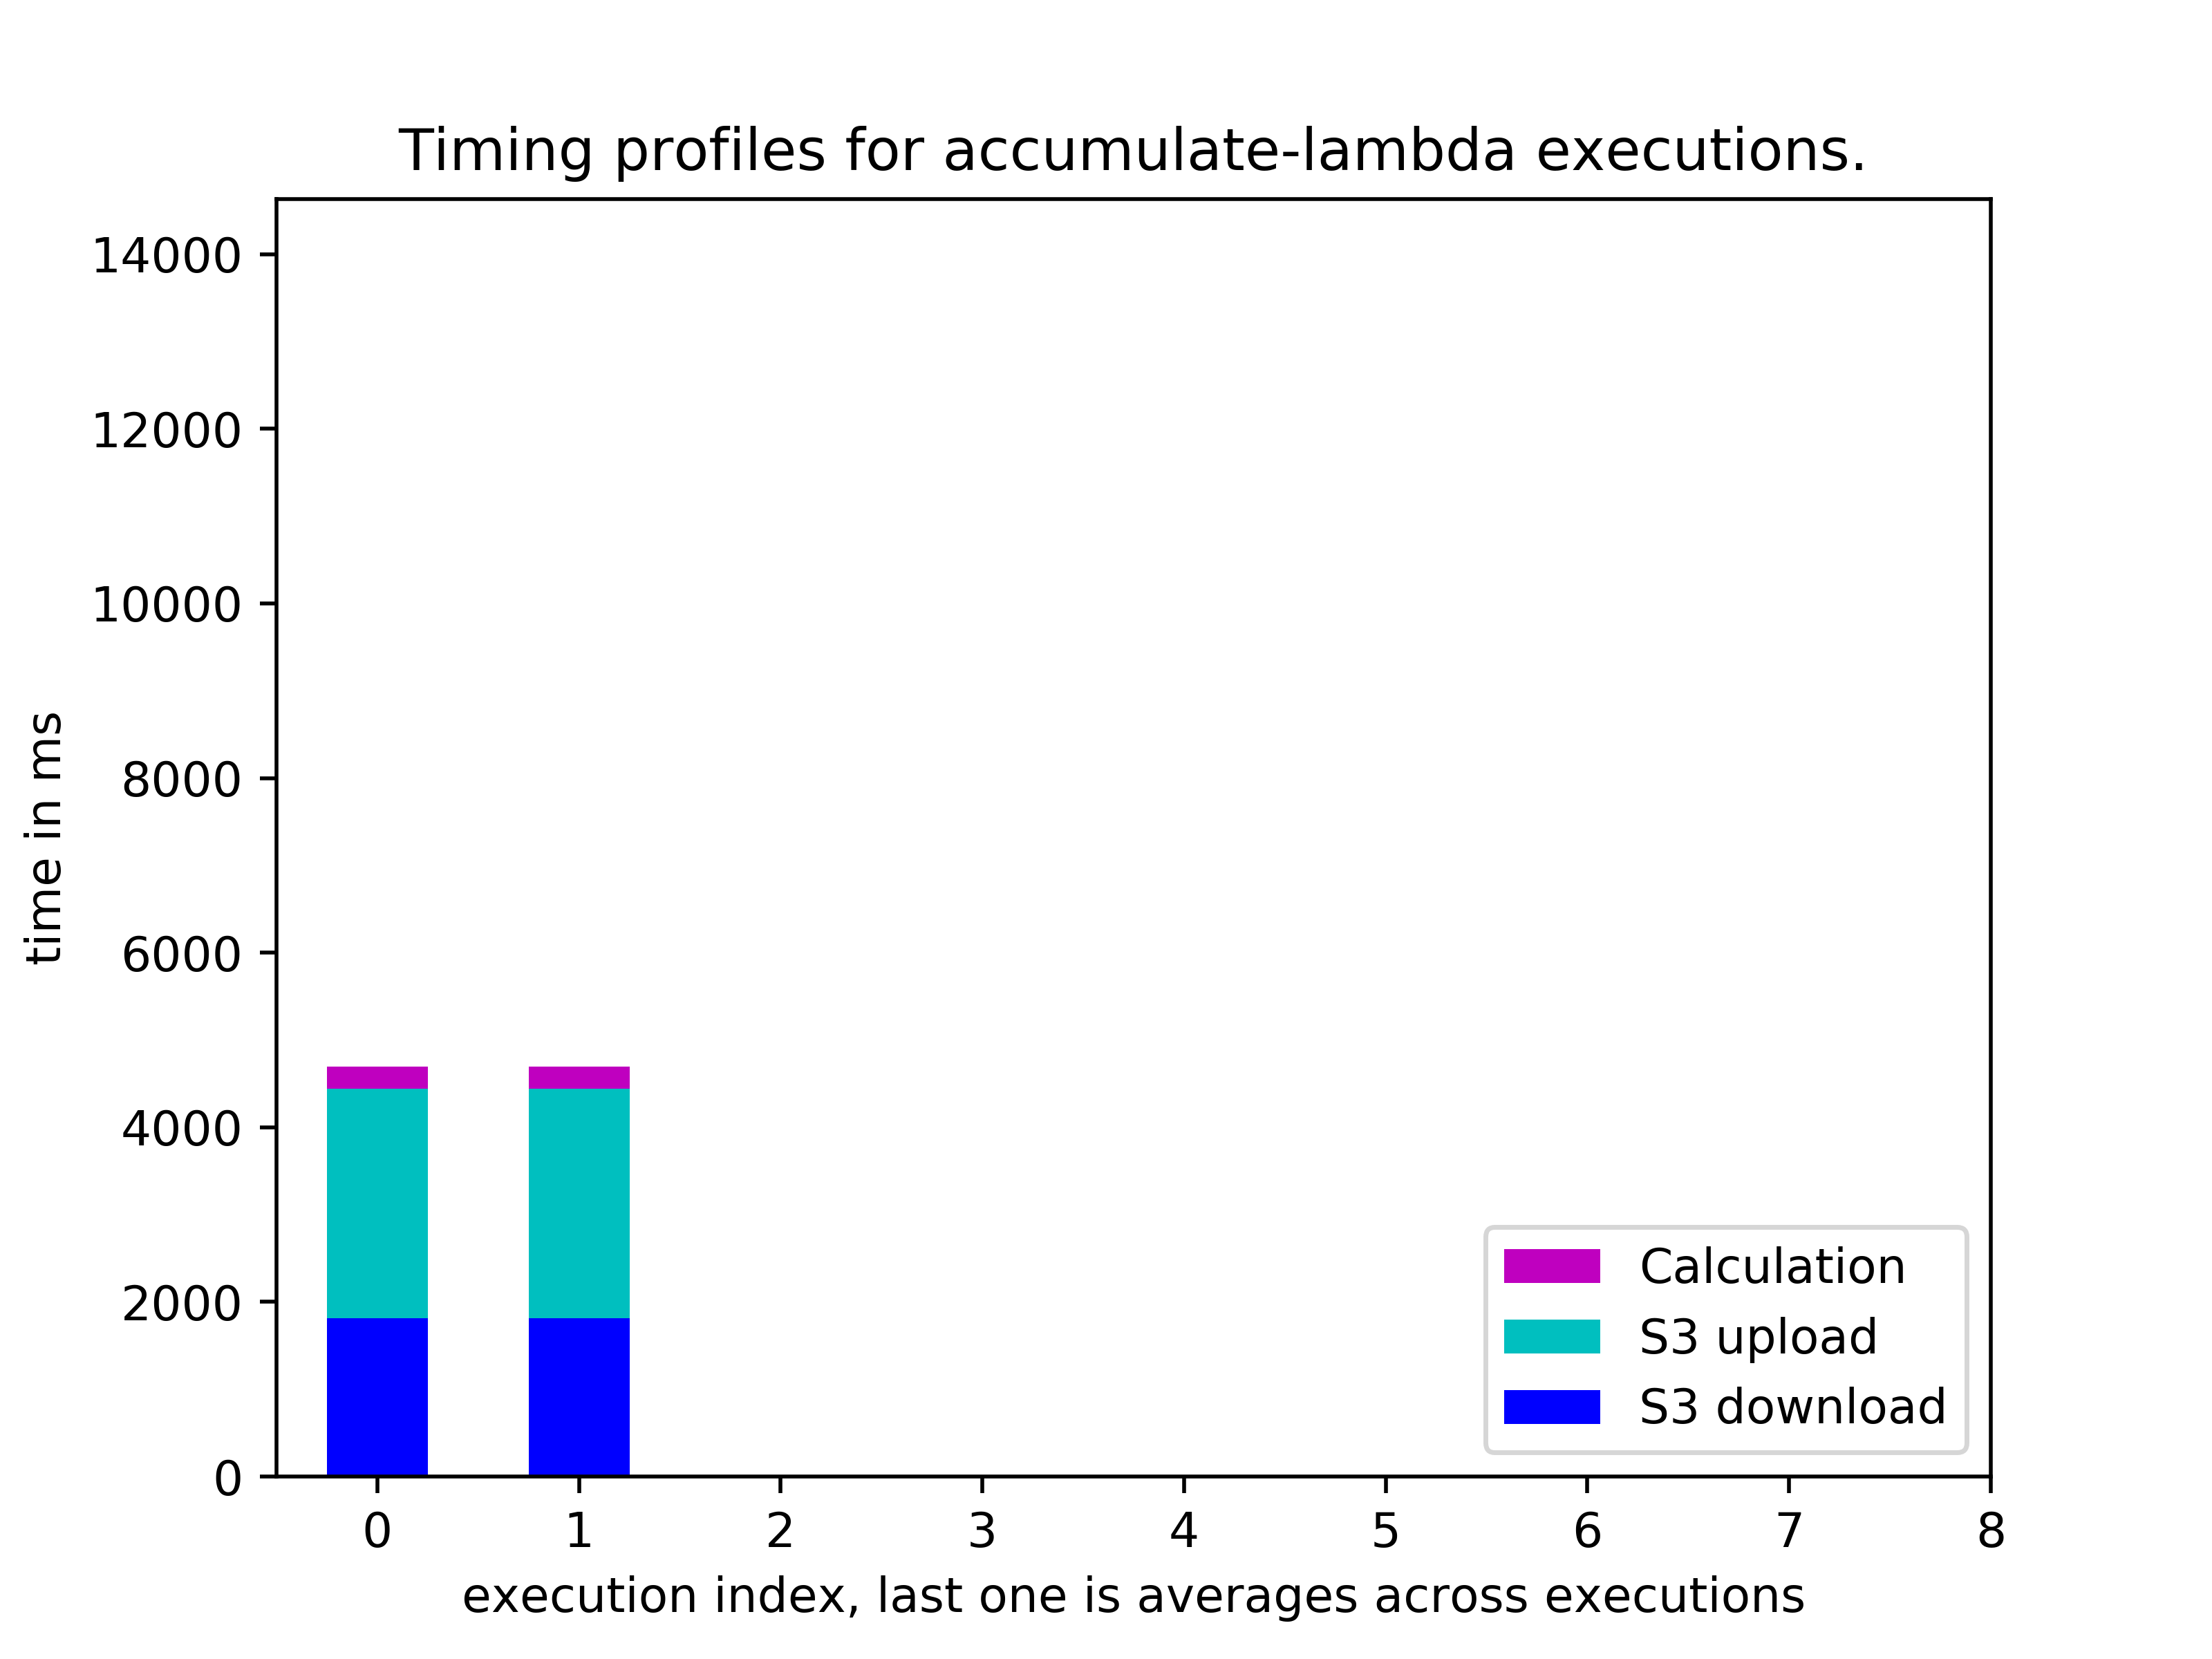 Timing profiles for accumulate-lambda executions.
14000
12000
10000
8000
6000
4000
2000
0
time in ms
Calculation
S3 upload
S3 download
0 1 2 3 4 5 6 7 8
execution index, last one is averages across executions